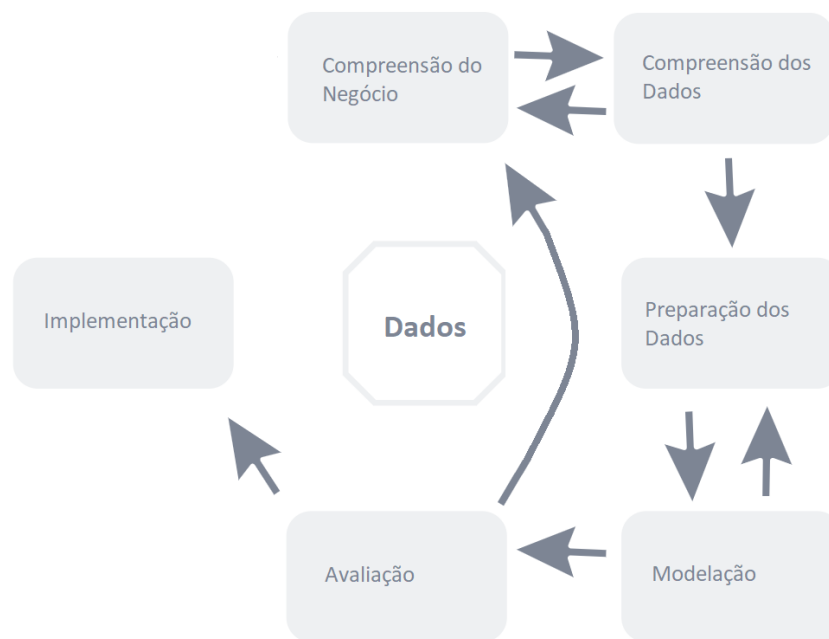 Compreensão do
Negócio
Compreensão dos
Dados
Implementação
Dados
Preparação dos
Dados
Avaliação
Modelação